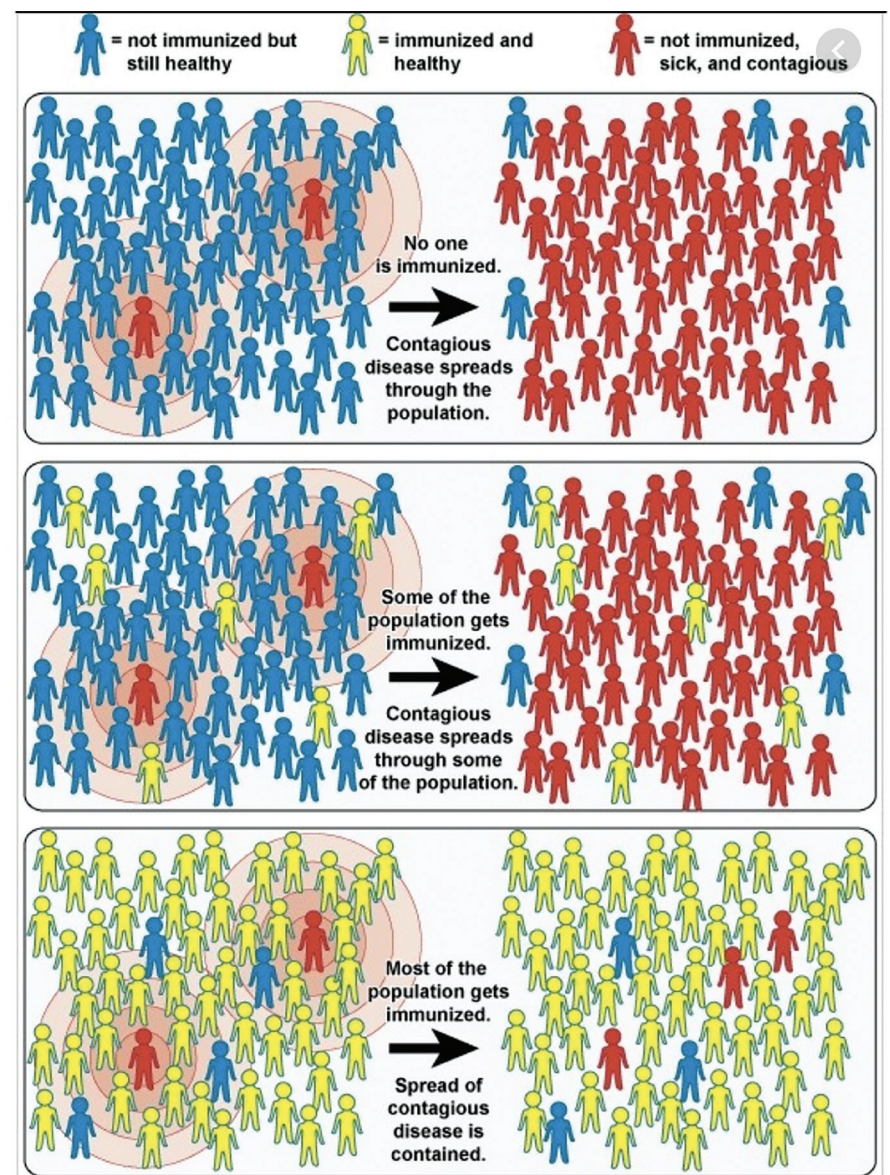 = not immunized but
still healthy
= immunized and
healthy
= not immunized,
sick, and contagious
No one
is immunized.
Contagious
disease spreads
through the
population.
Some of the
population gets
immunized.
Contagious
disease spreads
through some
of the population.
Most of the
population gets
immunized.
Spread of
contagious
disease is
contained.